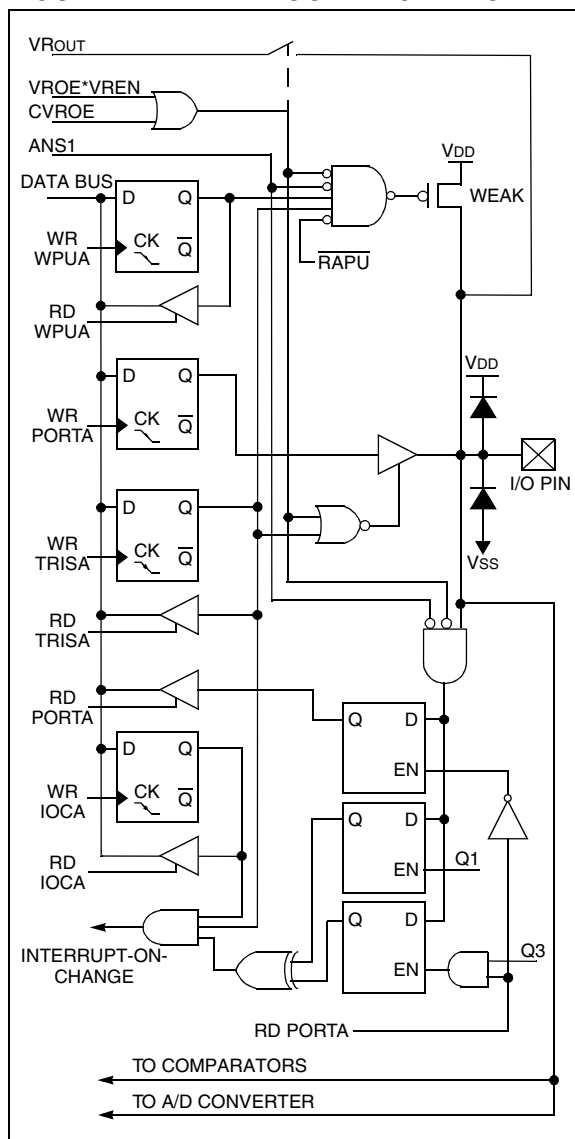 VROUT
VROE*VREN
CVROE
ANS1
VDD
DATA BUS
D Q
WEAK
WR
WPUA
CK Q
RAPU
RD
WPUA
D Q
VDD
WR
PORTA
CK Q
I/O PIN
D Q
WR
TRISA
CK Q
VSS
RD
TRISA
RD
PORTA
Q D
EN
D Q
WR
IOCA
CK Q
Q D
EN
Q1
RD
IOCA
Q D
EN
Q3
INTERRUPT-ON-
CHANGE
RD PORTA
TO COMPARATORS
TO A/D CONVERTER